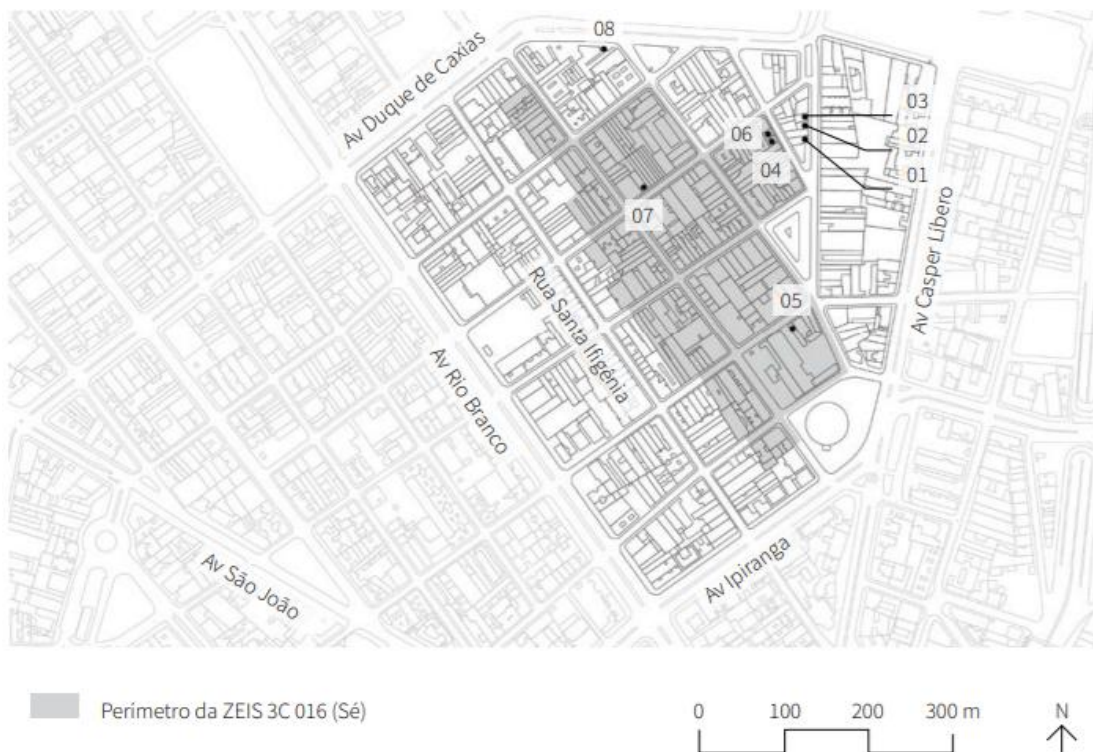 08
Av Duque de Caxias
03
06
02
04
01
07
Av Casper Líbero
Rua Santa Ifigênia
05
Av Rio Branco
Av Ipiranga
Av São João
Perímetro da ZEIS 3C 016 (Sé)
0 100 200 300 m
N